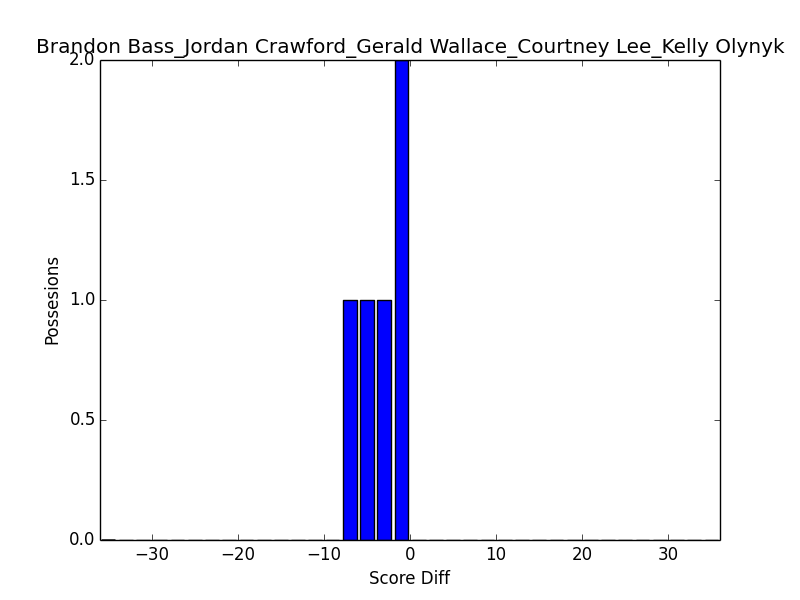 Brandon Bass_Jordan Crawford_Gerald Wallace_Courtney Lee_Kelly Olynyk
2.0
1.5
1.0
0.5
0.0
Possesions
−30 −20 −10 0 10 20 30
Score Diff